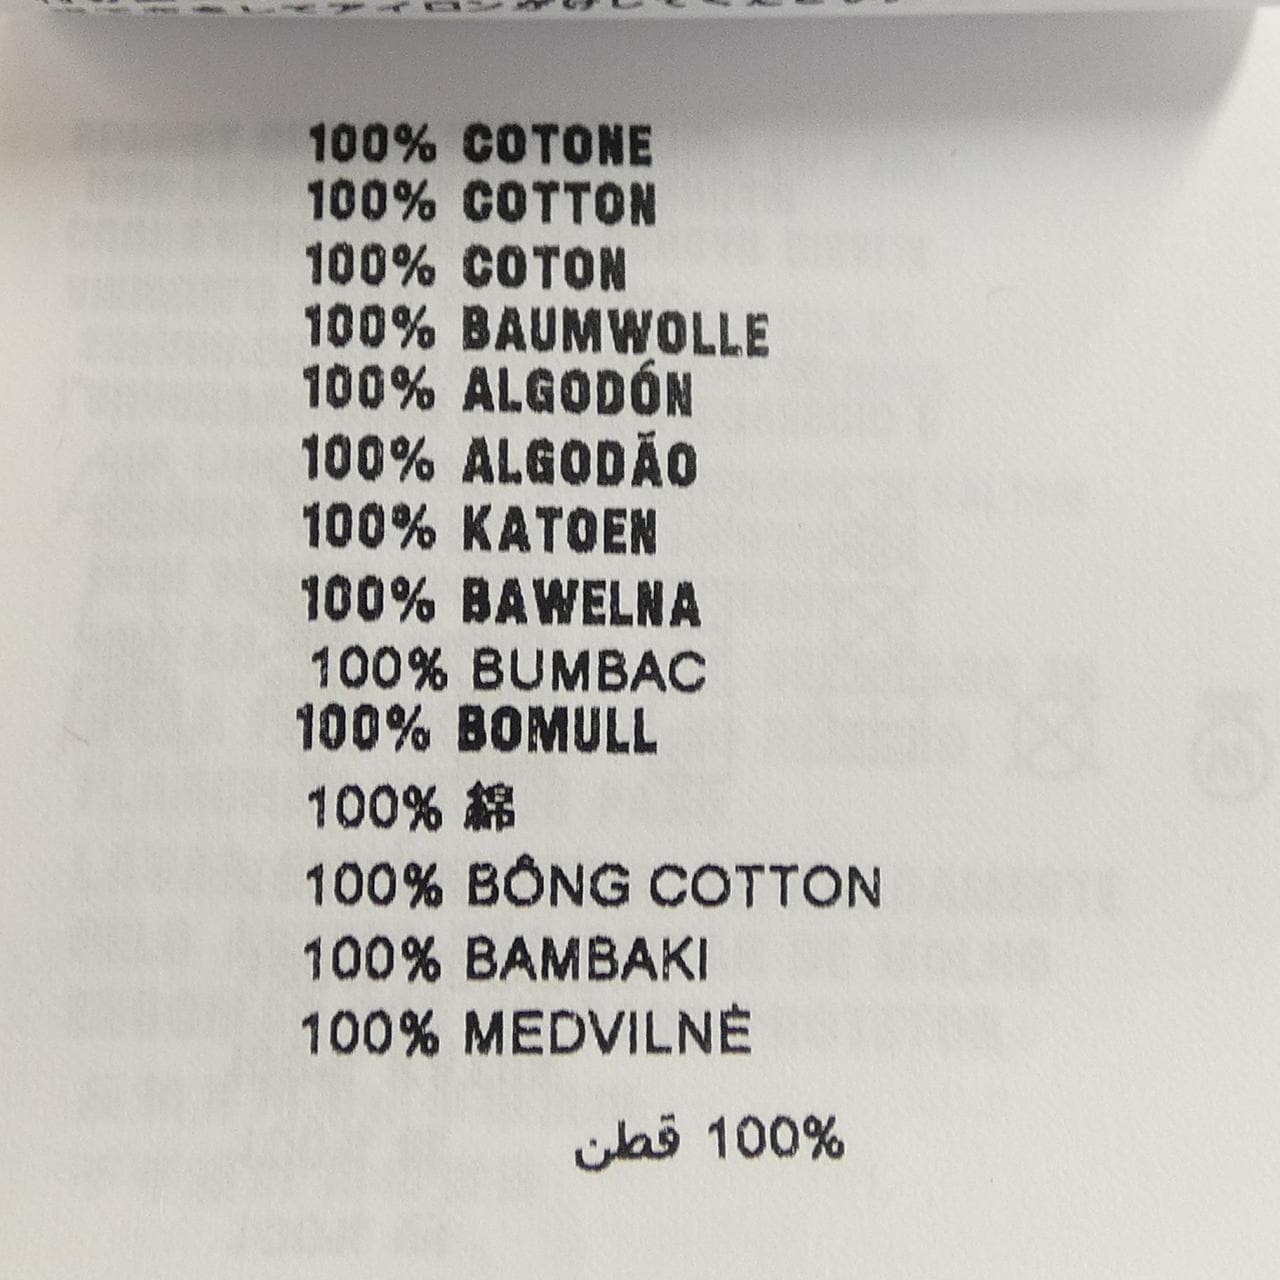 100% COTONE
100% COTTON
100% COTON
100% BAUMWOLLE
100% ALGODÓN
100% ALGODÃO
100% KATOEN
100% BAWELNA
100% BUMBAC
100% BOMULL
100% 綿
100% BÔNG COTTON
100% BAMBAKI
100% MEDVILNĖ
100% قطن